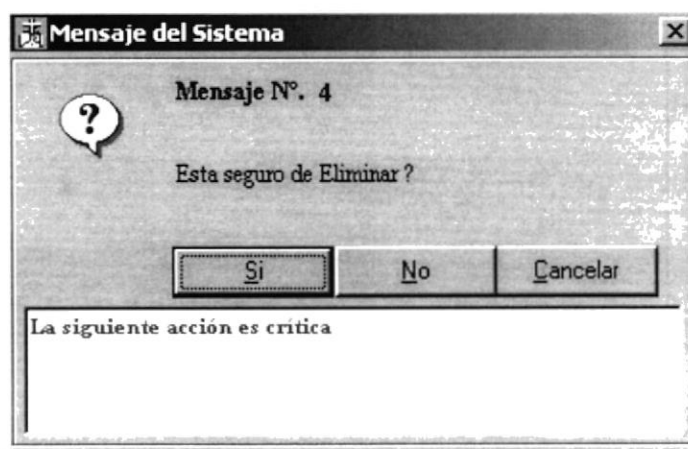 Mensaje del Sistema
Mensaje N°. 4
?
Esta seguro de Eliminar ?
Si
No
Cancelar
La siguiente acción es crítica